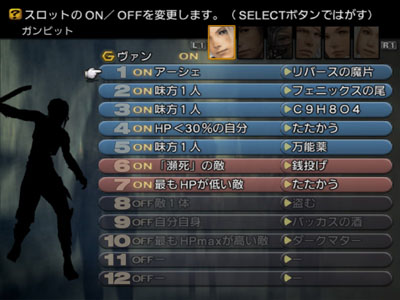 スロットのON／OFFを変更します。（SELECTボタンではがす）
ガンビット
L1 R1
Gヴァン ON
1 ON アーシェ リバースの魔片
2 ON 味方1人 フェニックスの尾
3 ON 味方1人 C9H8O4
4 ON HP＜30％の自分 たたかう
5 ON 味方1人 万能薬
6 ON 「瀕死」の敵 銭投げ
7 ON 最もHPが低い敵 たたかう
8 OFF 敵1体 盗む
9 OFF 自分自身 バッカスの酒
10 OFF 最もHPmaxが高い敵 ダークマター
11 OFF ー ー
12 OFF ー ー